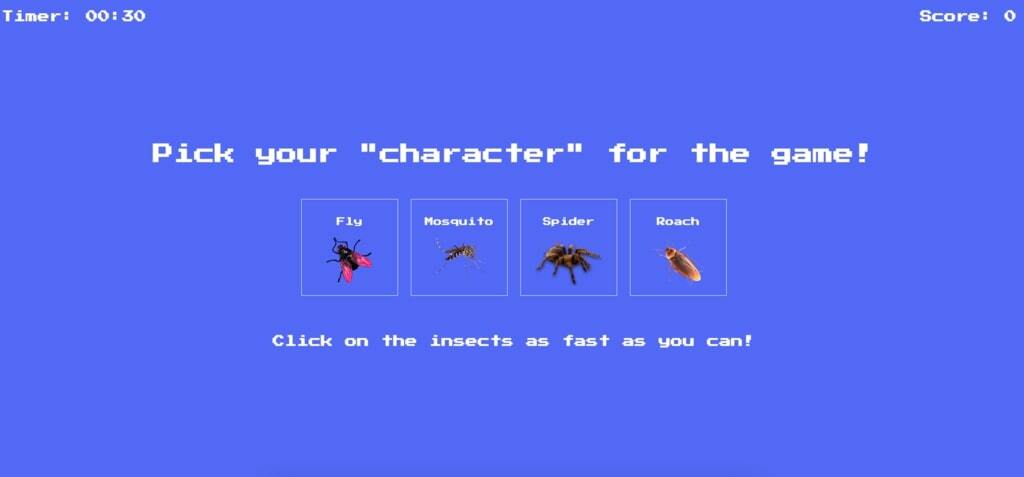 Timer: 00:30
Score: 0
Pick your "character" for the game!
Fly
Mosquito
Spider
Roach
Click on the insects as fast as you can!